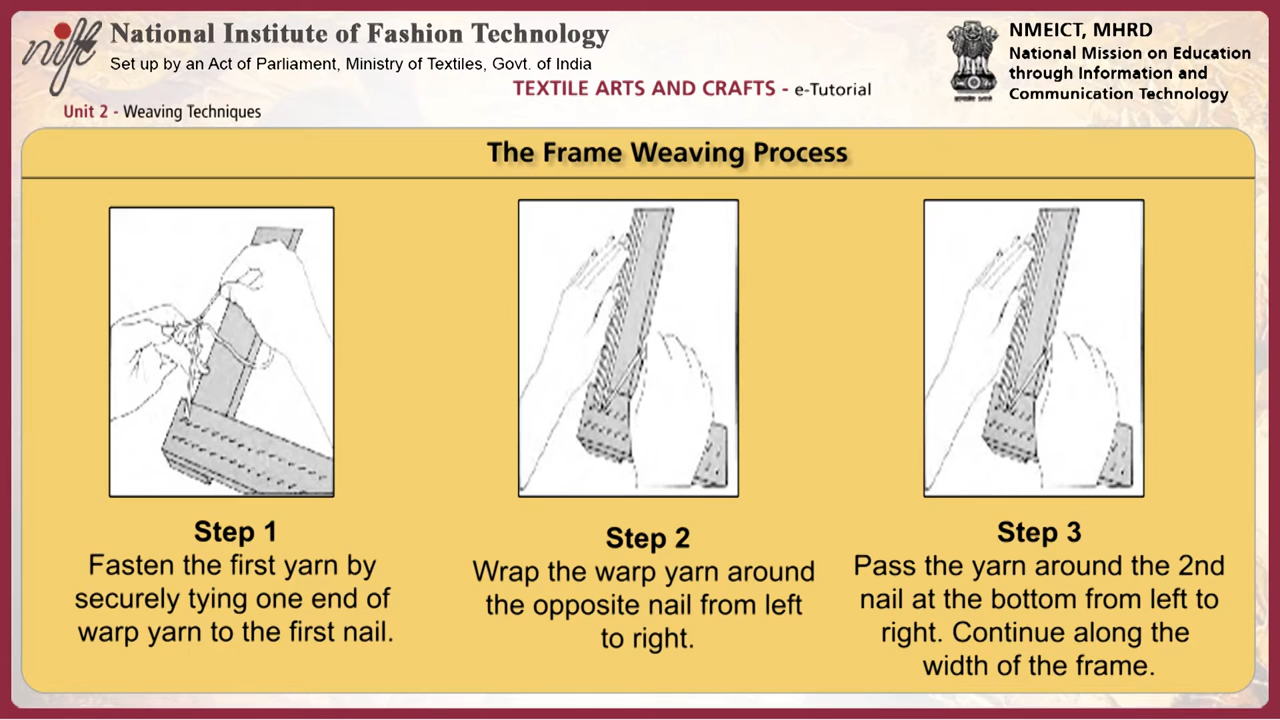 nift
National Institute of Fashion Technology
Set up by an Act of Parliament, Ministry of Textiles, Govt. of India
NMEICT, MHRD
National Mission on Education
through Information and
Communication Technology
TEXTILE ARTS AND CRAFTS - e-Tutorial
Unit 2 - Weaving Techniques
The Frame Weaving Process
Step 1
Fasten the first yarn by
securely tying one end of
warp yarn to the first nail.
Step 2
Wrap the warp yarn around
the opposite nail from left
to right.
Step 3
Pass the yarn around the 2nd
nail at the bottom from left to
right. Continue along the
width of the frame.